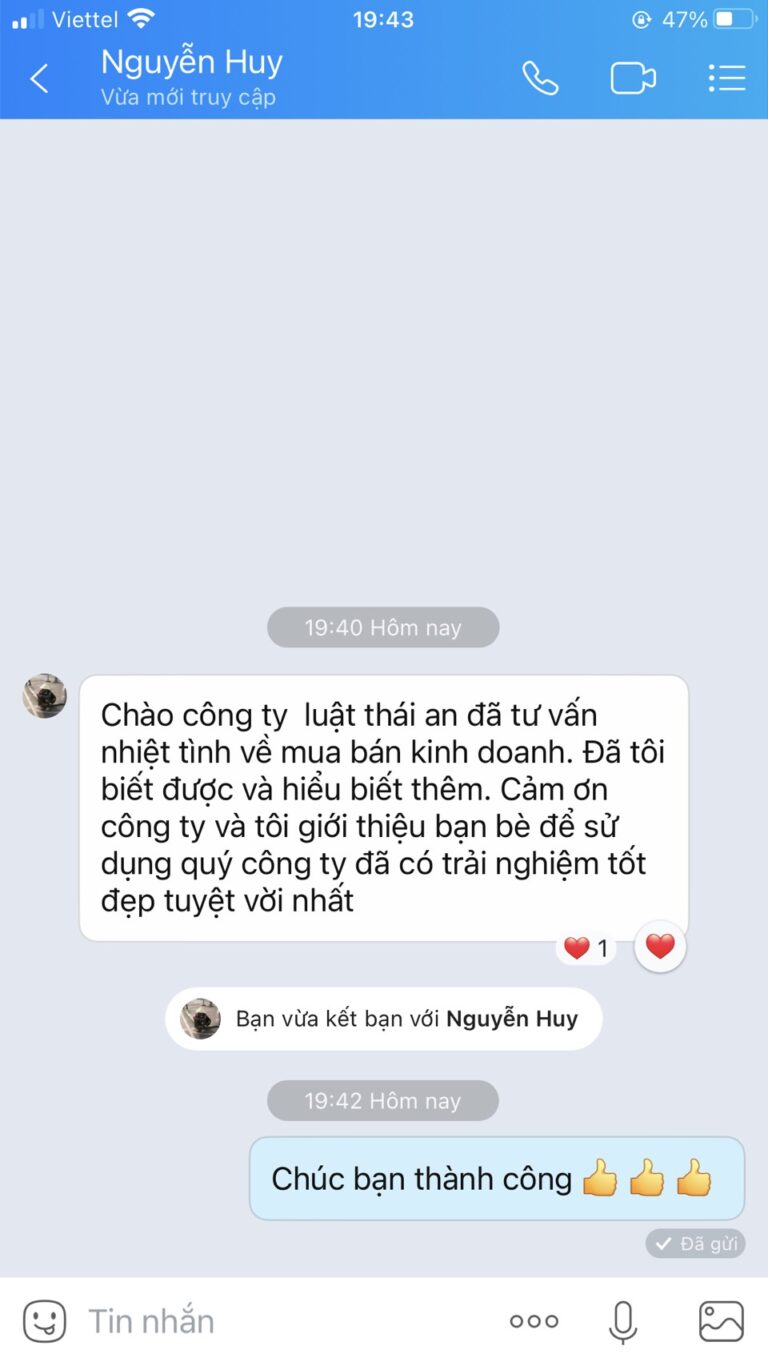 Viettel 19:43 47%
Nguyễn Huy
Vừa mới truy cập
19:40 Hôm nay
Chào công ty  luật thái an đã tư vấn
nhiệt tình về mua bán kinh doanh. Đã tôi
biết được và hiểu biết thêm. Cảm ơn
công ty và tôi giới thiệu bạn bè để sử
dụng quý công ty đã có trải nghiệm tốt
đẹp tuyệt vời nhất
❤️ 1 ❤️
Bạn vừa kết bạn với Nguyễn Huy
19:42 Hôm nay
Chúc bạn thành công 👍👍👍
Đã gửi
Tin nhắn